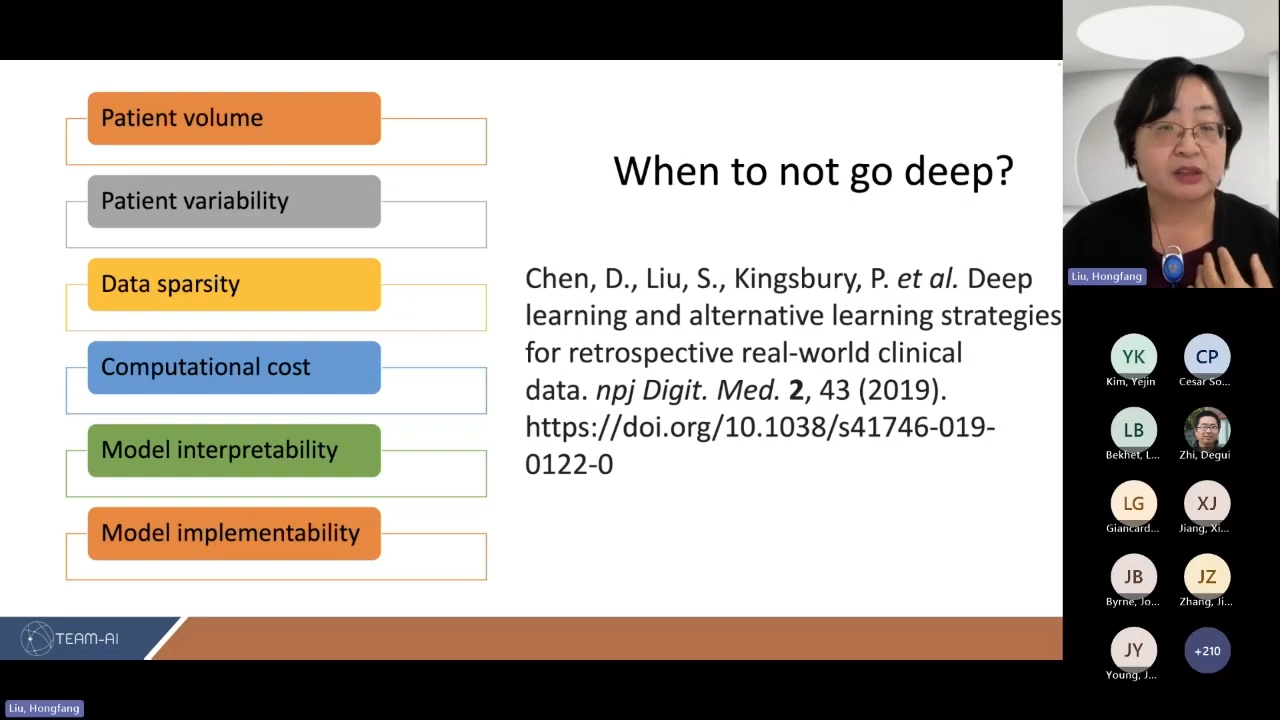 Patient volume
Patient variability
Data sparsity
Computational cost
Model interpretability
Model implementability
When to not go deep?
Chen, D., Liu, S., Kingsbury, P. et al. Deep
learning and alternative learning strategies
for retrospective real-world clinical
data. npj Digit. Med. 2, 43 (2019).
https://doi.org/10.1038/s41746-019-
0122-0
TEAM-AI
Liu, Hongfang
YK
Kim, Yejin
CP
Cesar So...
LB
Bekhet, L...
Zhi, Degui
LG
Giancard...
XJ
Jiang, Xi...
JB
Byrne, Jo...
JZ
Zhang, Ji...
JY
Young, J...
+210
Liu, Hongfang